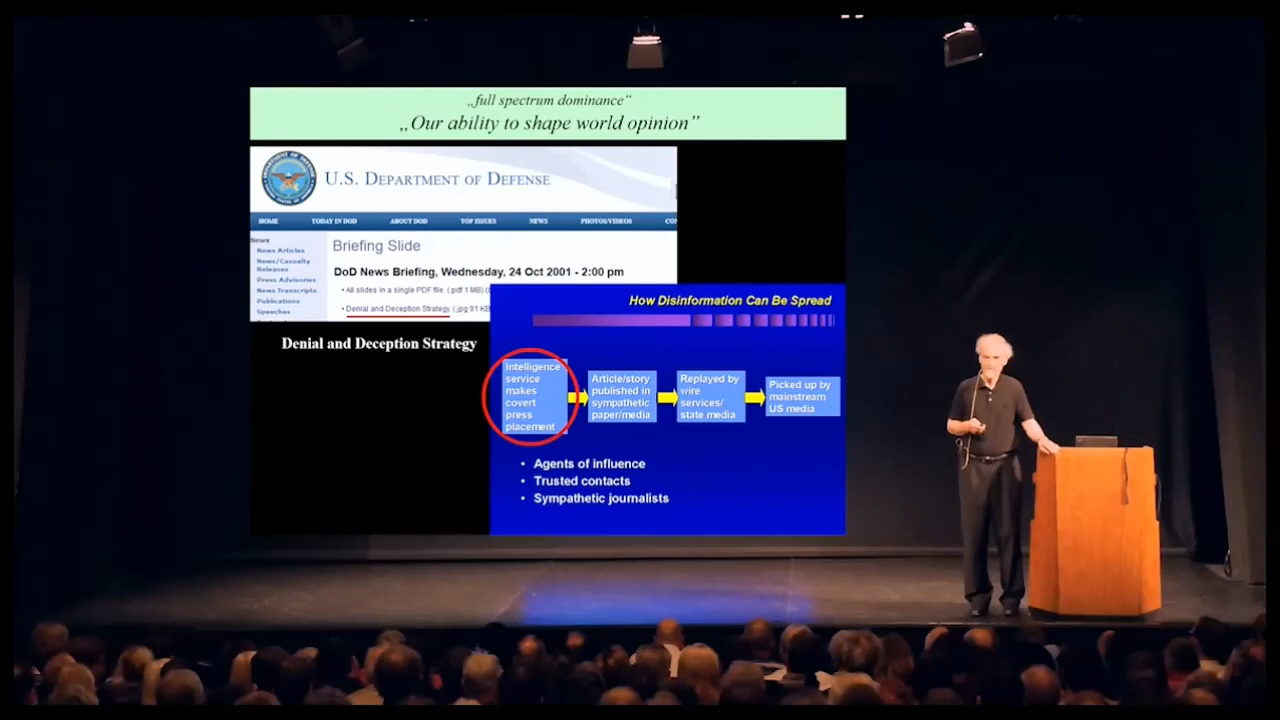 „full spectrum dominance“
„Our ability to shape world opinion”
U.S. DEPARTMENT OF DEFENSE
HOME TODAY IN DOD ABOUT DOD TOP ISSUES NEWS PHOTOS/VIDEOS
News
News Articles
News/Casualty
Releases
Press Advisories
News Transcripts
Publications
Speeches
Briefing Slide
DoD News Briefing, Wednesday, 24 Oct 2001 - 2:00 pm
• All slides in a single PDF file. (.pdf 1 MB)
• Denial and Deception Strategy (.jpg 91 KB
Denial and Deception Strategy
How Disinformation Can Be Spread
Intelligence
service
makes
covert
press
placement
Article/story
published in
sympathetic
paper/media
Replayed by
wire
services/
state media
Picked up by
mainstream
US media
• Agents of influence
• Trusted contacts
• Sympathetic journalists